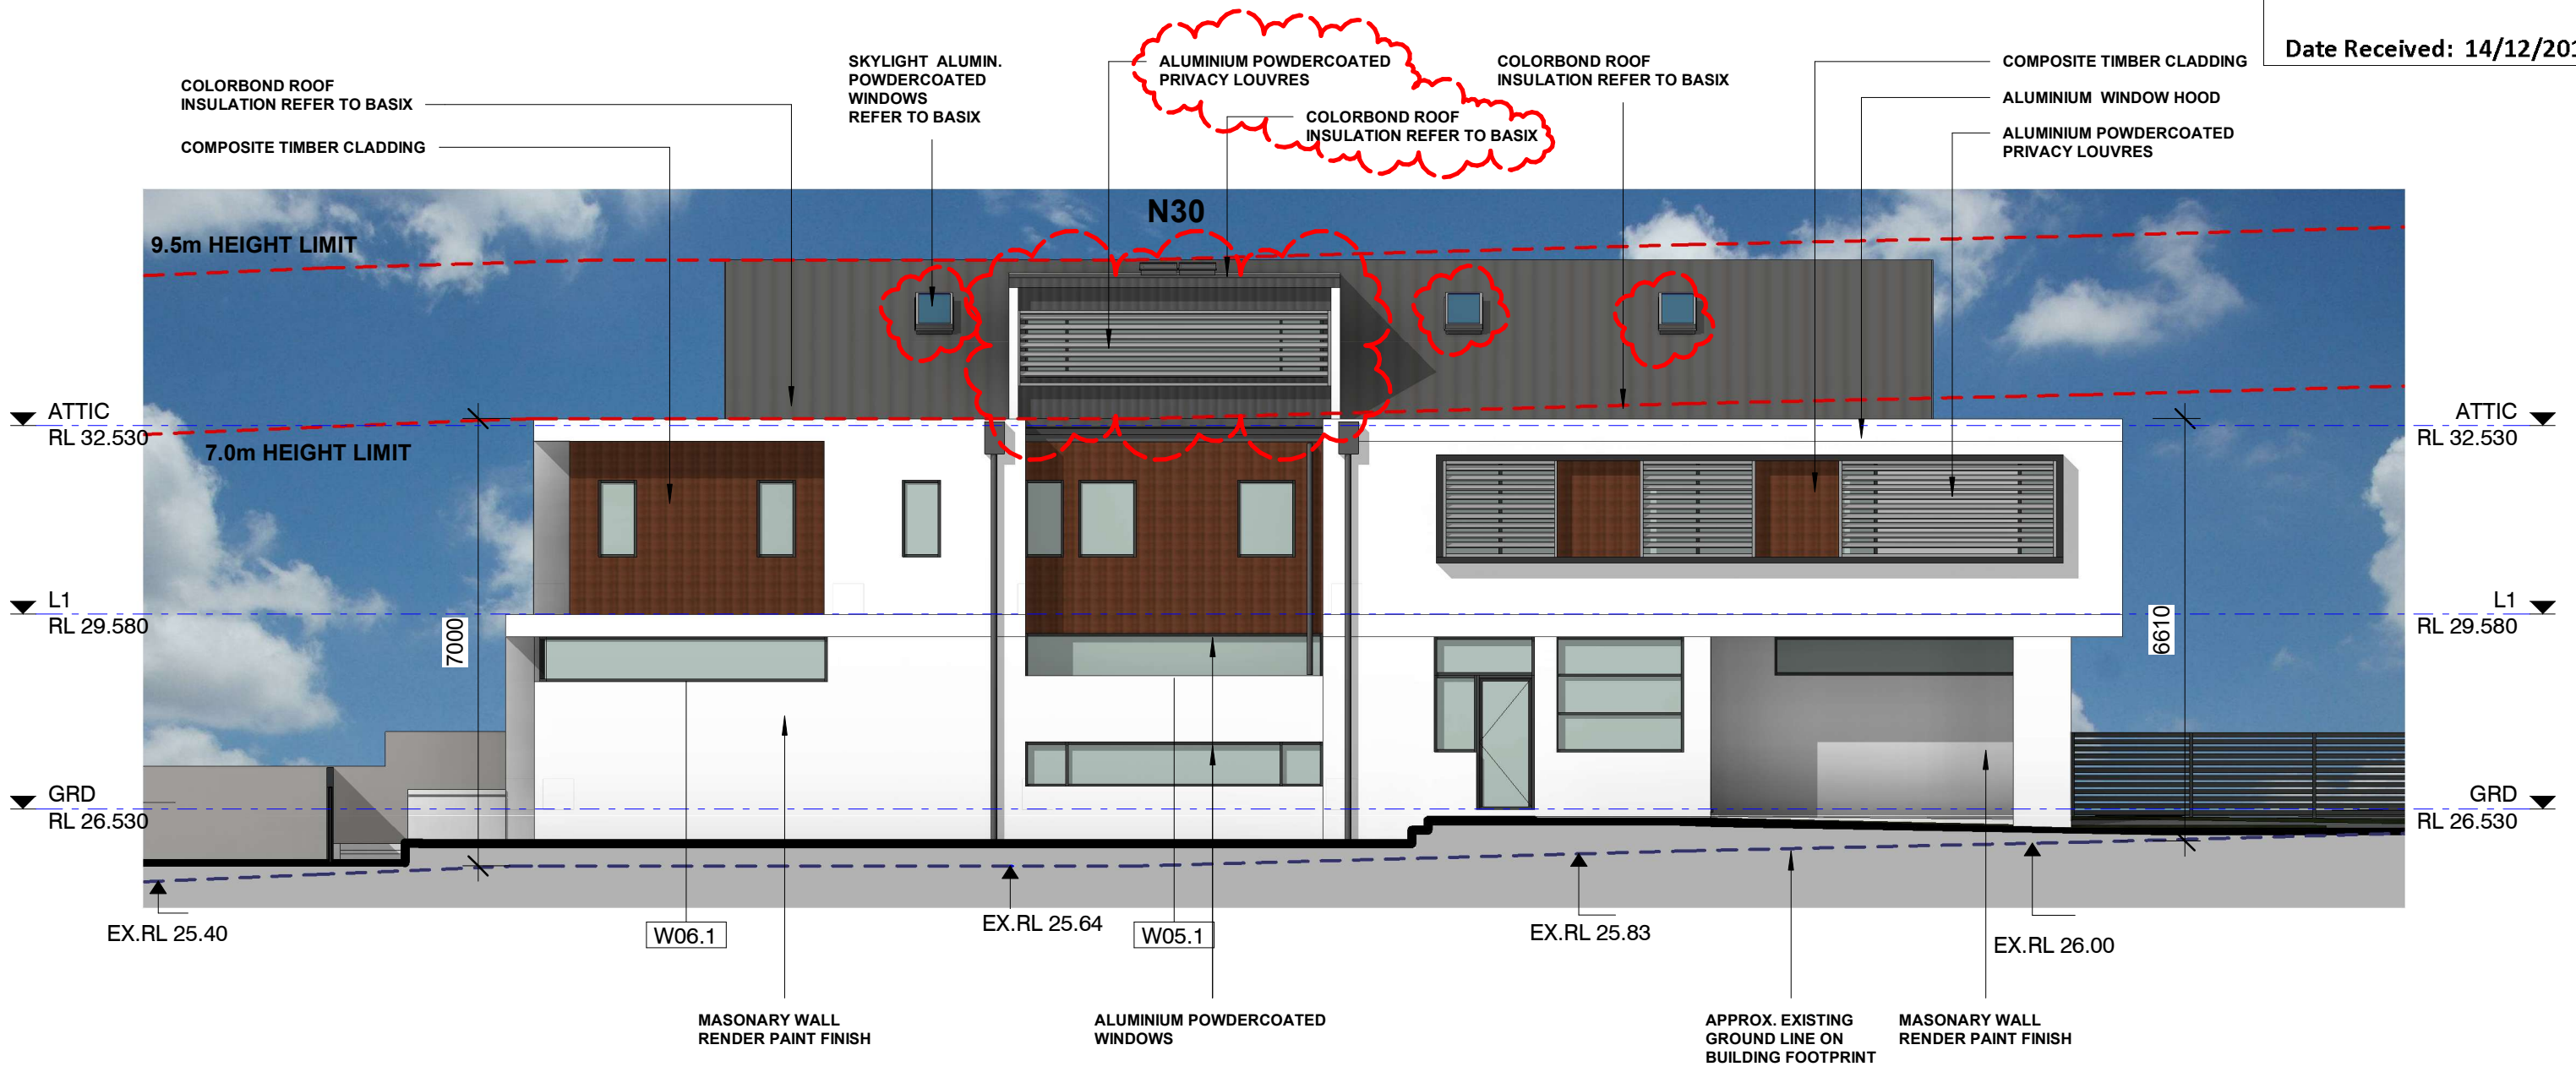 Date Received: 14/12/201
COLORBOND ROOF
INSULATION REFER TO BASIX
COMPOSITE TIMBER CLADDING
SKYLIGHT ALUMIN.
POWDERCOATED
WINDOWS
REFER TO BASIX
ALUMINIUM POWDERCOATED
PRIVACY LOUVRES
COLORBOND ROOF
INSULATION REFER TO BASIX
COLORBOND ROOF
INSULATION REFER TO BASIX
COMPOSITE TIMBER CLADDING
ALUMINIUM WINDOW HOOD
ALUMINIUM POWDERCOATED
PRIVACY LOUVRES
N30
9.5m HEIGHT LIMIT
ATTIC
RL 32.530
7.0m HEIGHT LIMIT
ATTIC
RL 32.530
L1
RL 29.580
7000
L1
RL 29.580
6610
GRD
RL 26.530
GRD
RL 26.530
EX.RL 25.40
W06.1
EX.RL 25.64
W05.1
EX.RL 25.83
EX.RL 26.00
MASONARY WALL
RENDER PAINT FINISH
ALUMINIUM POWDERCOATED
WINDOWS
APPROX. EXISTING
GROUND LINE ON
BUILDING FOOTPRINT
MASONARY WALL
RENDER PAINT FINISH